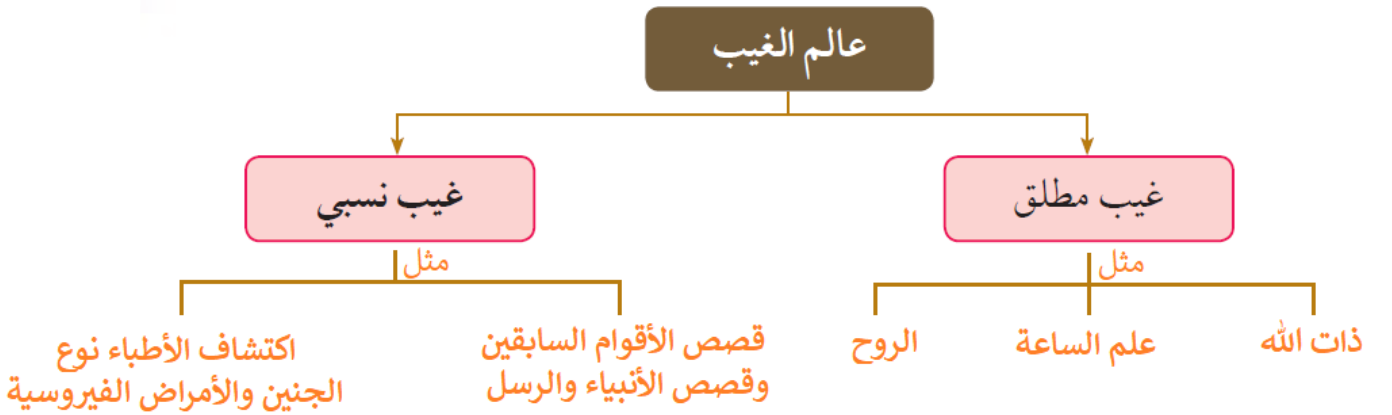 عالم الغيب
غيب مطلق
غيب نسبي
مثل
مثل
ذات الله
علم الساعة
الروح
قصص الأقوام السابقين
وقصص الأنبياء والرسل
اكتشاف الأطباء نوع
الجنين والأمراض الفيروسية